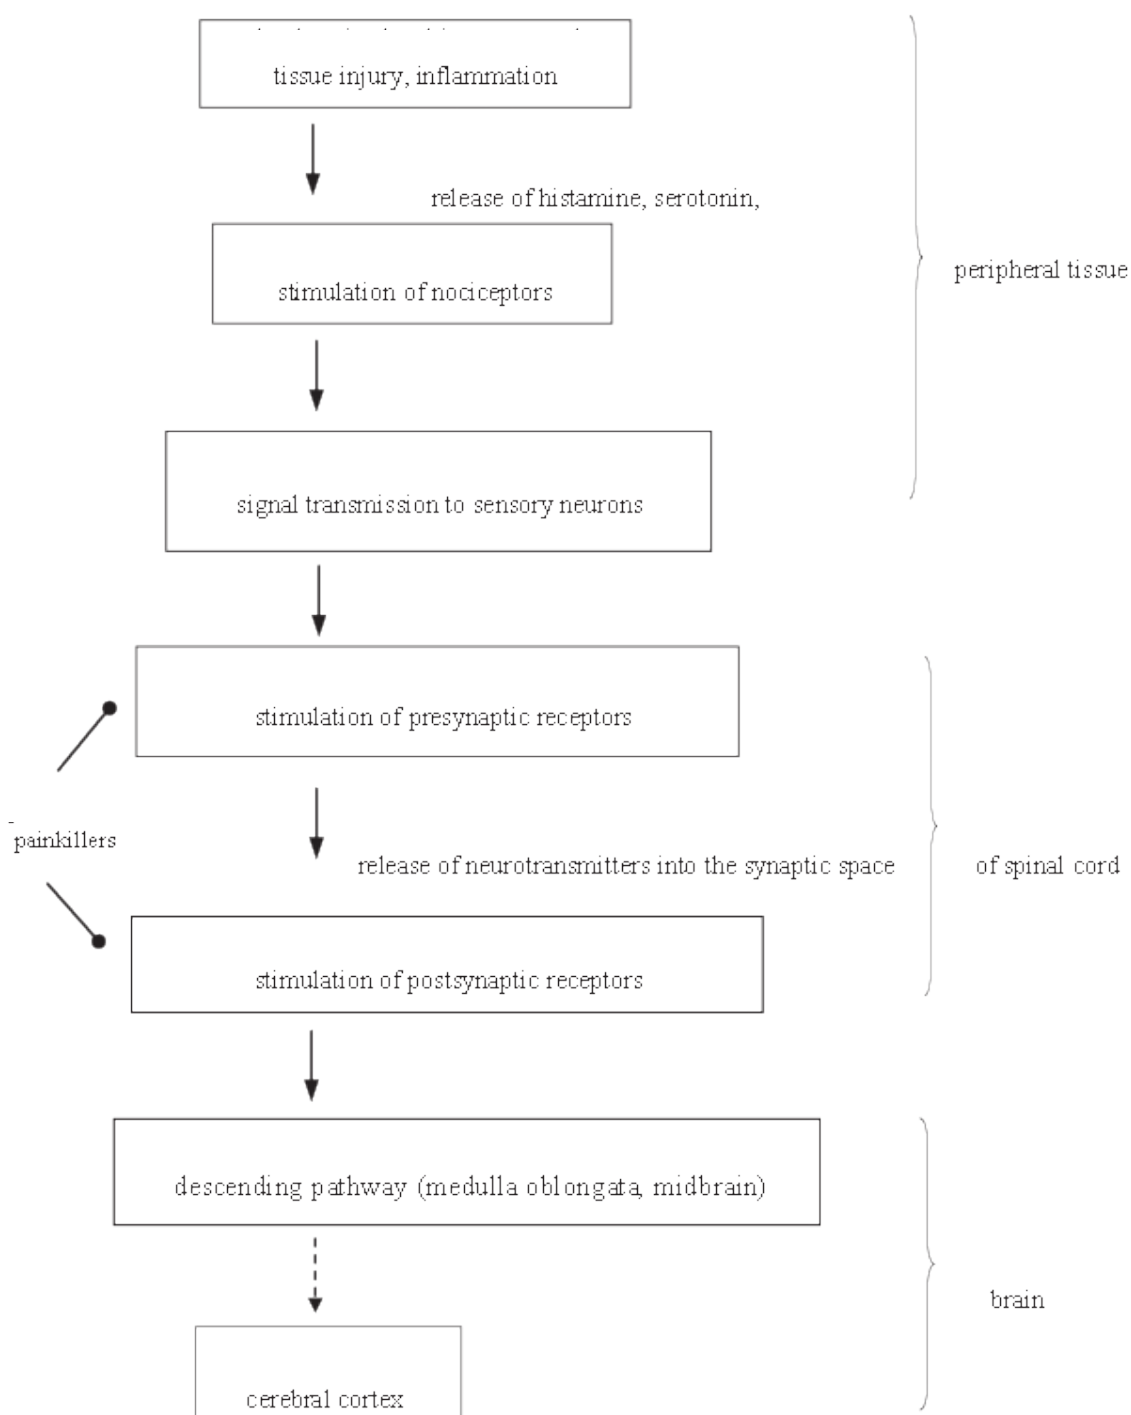 tissue injury, inflammation
release of histamine, serotonin,
stimulation of nociceptors
peripheral tissue
signal transmission to sensory neurons
stimulation of presynaptic receptors
painkillers
release of neurotransmitters into the synaptic space
of spinal cord
stimulation of postsynaptic receptors
descending pathway (medulla oblongata, midbrain)
brain
cerebral cortex